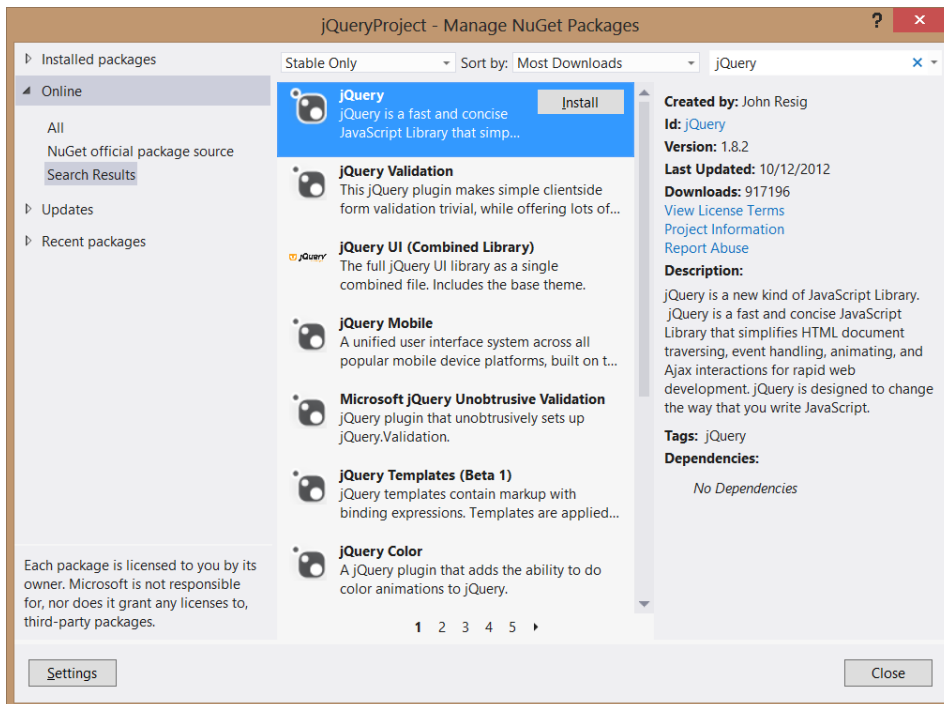 jQueryProject - Manage NuGet Packages
?
Installed packages
Online
All
NuGet official package source
Search Results
Updates
Recent packages
Each package is licensed to you by its
owner. Microsoft is not responsible
for, nor does it grant any licenses to,
third-party packages.
Stable Only
Sort by: Most Downloads
jQuery
jQuery
Install
jQuery is a fast and concise
JavaScript Library that simp...
jQuery Validation
This jQuery plugin makes simple clientside
form validation trivial, while offering lots of...
jQuery
jQuery UI (Combined Library)
The full jQuery UI library as a single
combined file. Includes the base theme.
jQuery Mobile
A unified user interface system across all
popular mobile device platforms, built on t...
Microsoft jQuery Unobtrusive Validation
jQuery plugin that unobtrusively sets up
jQuery.Validation.
jQuery Templates (Beta 1)
jQuery templates contain markup with
binding expressions. Templates are applied...
jQuery Color
A jQuery plugin that adds the ability to do
color animations to jQuery.
1 2 3 4 5
Created by: John Resig
Id: jQuery
Version: 1.8.2
Last Updated: 10/12/2012
Downloads: 917196
View License Terms
Project Information
Report Abuse
Description:
jQuery is a new kind of JavaScript Library.
jQuery is a fast and concise JavaScript
Library that simplifies HTML document
traversing, event handling, animating, and
Ajax interactions for rapid web
development. jQuery is designed to change
the way that you write JavaScript.
Tags: jQuery
Dependencies:
No Dependencies
Settings
Close